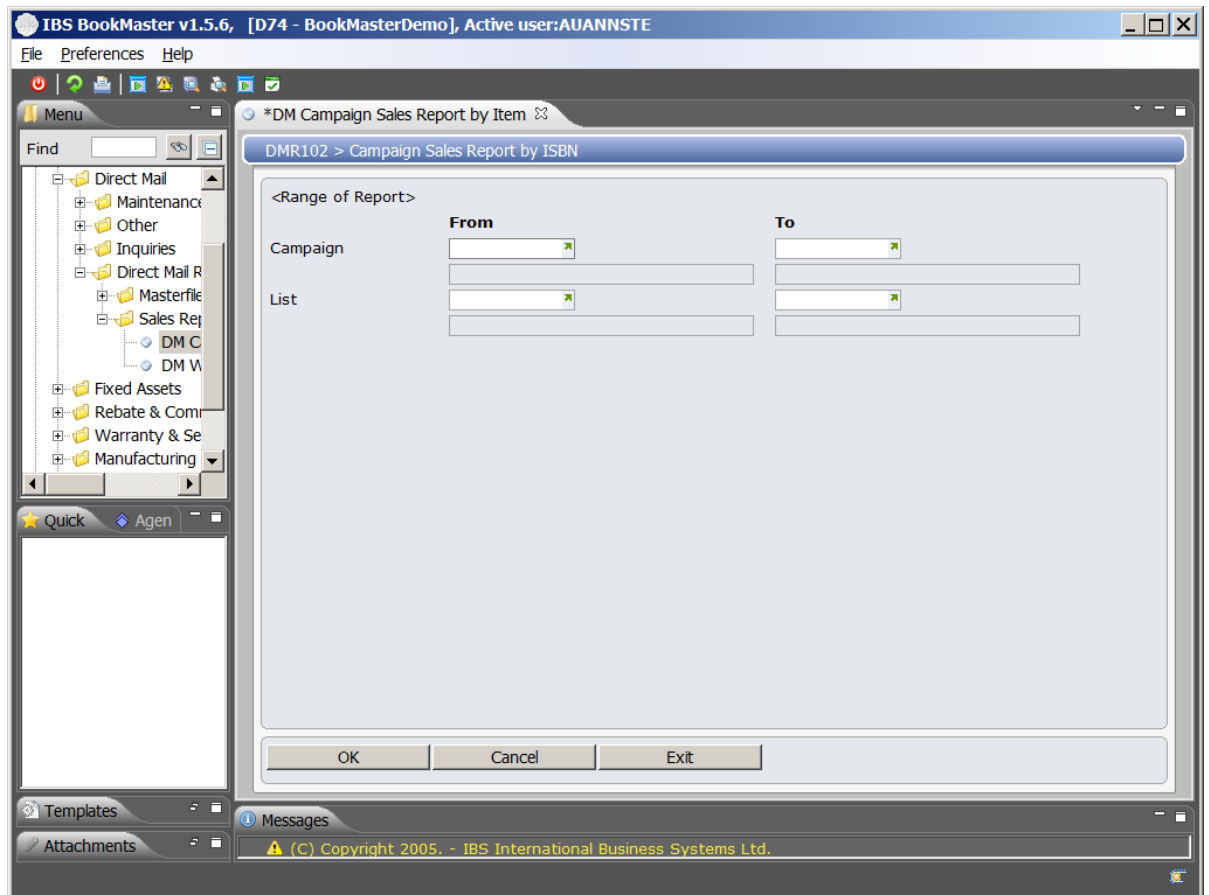 IBS BookMaster v1.5.6, [D74 - BookMasterDemo], Active user:AUANNSTE
File Preferences Help
Menu
*DM Campaign Sales Report by Item
Find
DMR102 > Campaign Sales Report by ISBN
Direct Mail
Maintenance
Other
Inquiries
Direct Mail R
Masterfile
Sales Rep
DM C
DM W
Fixed Assets
Rebate & Com
Warranty & Se
Manufacturing
<Range of Report>
From To
Campaign
List
Quick Agen
OK Cancel Exit
Templates
Attachments
Messages
(C) Copyright 2005. - IBS International Business Systems Ltd.